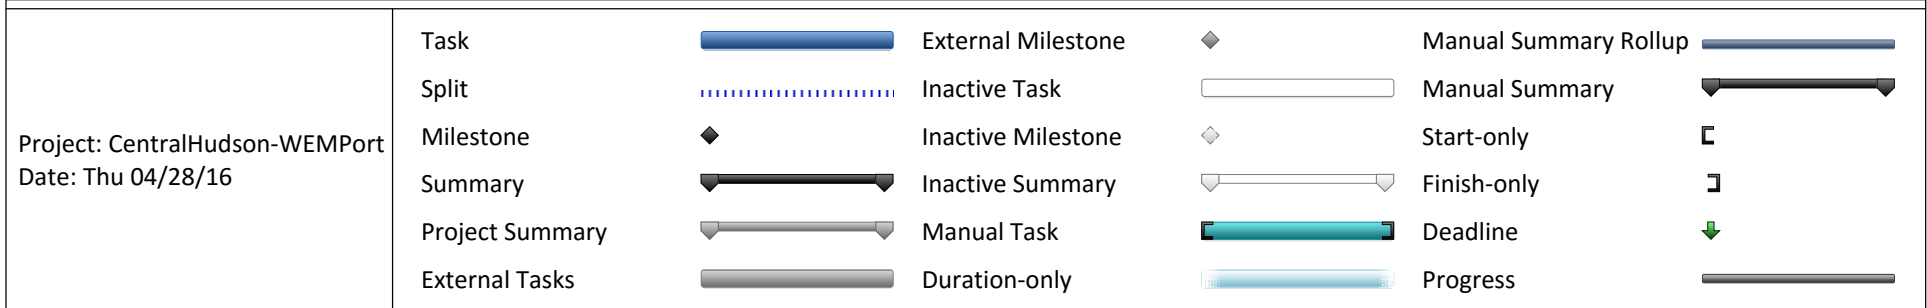 Project: CentralHudson-WEMPort
Date: Thu 04/28/16
Task
Split
Milestone
Summary
Project Summary
External Tasks
External Milestone
Inactive Task
Inactive Milestone
Inactive Summary
Manual Task
Duration-only
Manual Summary Rollup
Manual Summary
Start-only
Finish-only
Deadline
Progress